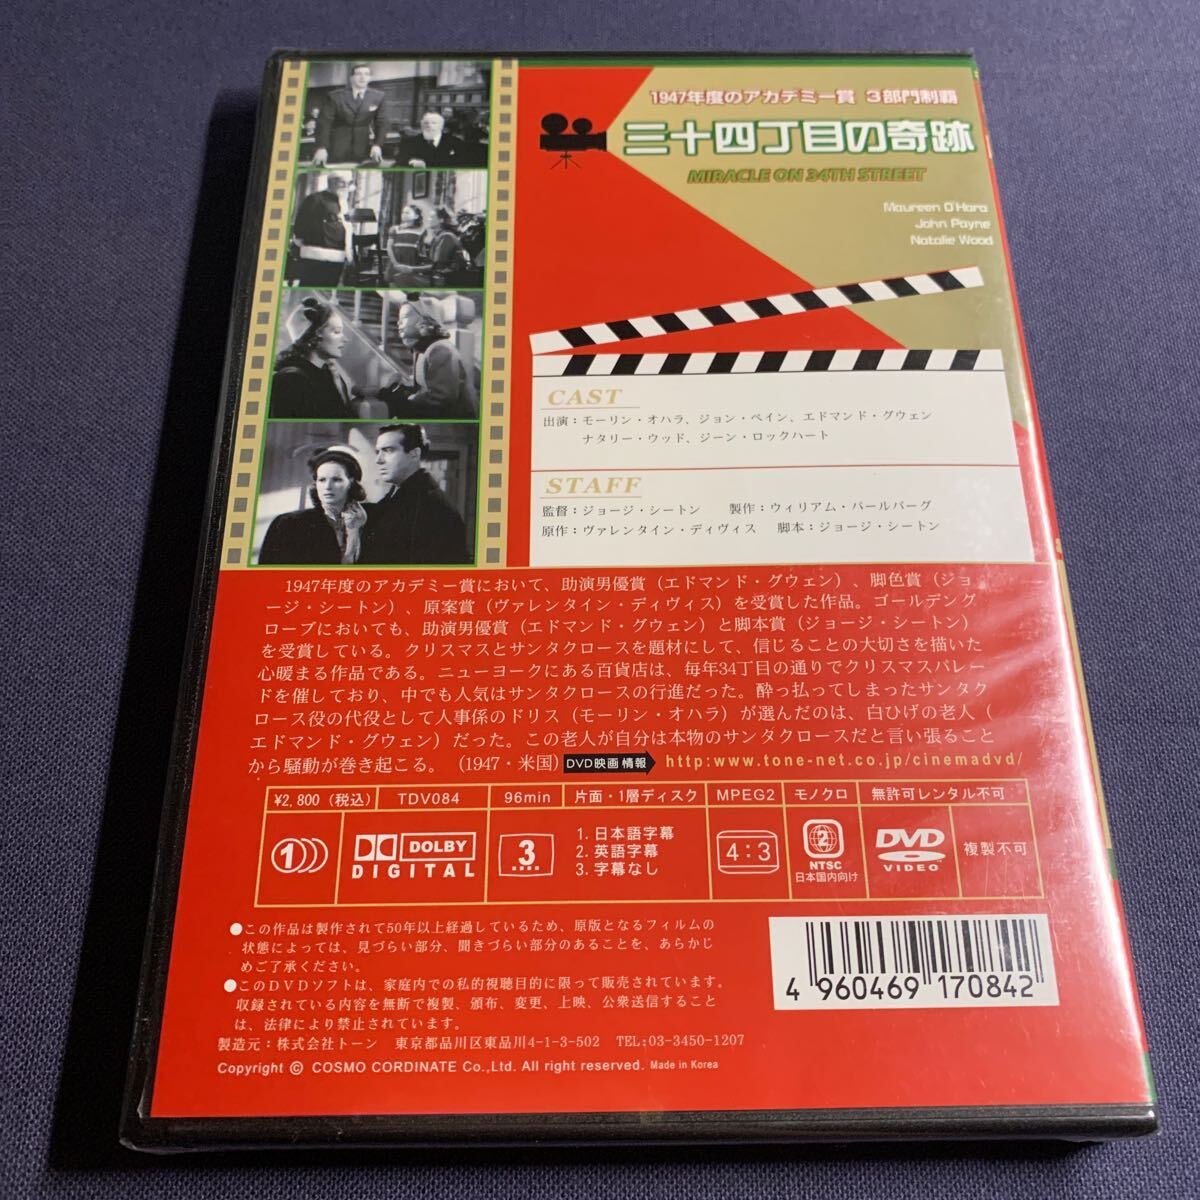 1947年度のアカデミー賞 3部門制覇
三十四丁目の奇跡
MIRACLE ON 34TH STREET
Maureen O'Hara
John Payne
Natalie Wood
CAST
出演：モーリン・オハラ、ジョン・ペイン、エドマンド・グウェン
ナタリー・ウッド、ジーン・ロックハート
STAFF
監督：ジョージ・シートン 製作：ウィリアム・パールバーグ
原作：ヴァレンタイン・ディヴィス 脚本：ジョージ・シートン
1947年度のアカデミー賞において、助演男優賞（エドマンド・グウェン）、脚色賞（ジョ
ージ・シートン）、原案賞（ヴァレンタイン・ディヴィス）を受賞した作品。ゴールデング
ローブにおいても、助演男優賞（エドマンド・グウェン）と脚本賞（ジョージ・シートン）
を受賞している。クリスマスとサンタクロースを題材にして、信じることの大切さを描いた
心暖まる作品である。ニューヨークにある百貨店は、毎年34丁目の通りでクリスマスパレー
ドを催しており、中でも人気はサンタクロースの行進だった。酔っ払ってしまったサンタク
ロース役の代役として人事係のドリス（モーリン・オハラ）が選んだのは、白ひげの老人（
エドマンド・グウェン）だった。この老人が自分は本物のサンタクロースだと言い張ること
から騒動が巻き起こる。（1947・米国） DVD映画情報 http:www.tone-net.co.jp/cinemadvd/
¥2,800（税込） TDV084 96min 片面・1層ディスク MPEG2 モノクロ 無許可レンタル不可
1 DOLBY DIGITAL 3
1. 日本語字幕
2. 英語字幕
3. 字幕なし
4:3 2 NTSC 日本国内向け DVD VIDEO 複製不可
●この作品は製作されて50年以上経過しているため、原版となるフィルムの
状態によっては、見づらい部分、聞きづらい部分のあることを、あらかじ
めご了承ください。
●このDVDソフトは、家庭内での私的視聴目的に限って販売されています。
収録されている内容を無断で複製、頒布、変更、上映、公衆送信すること
は、法律により禁止されています。
製造元：株式会社トーン 東京都品川区東品川4-1-3-502 TEL:03-3450-1207
Copyright © COSMO CORDINATE Co.,Ltd. All right reserved. Made in Korea
4 960469 170842